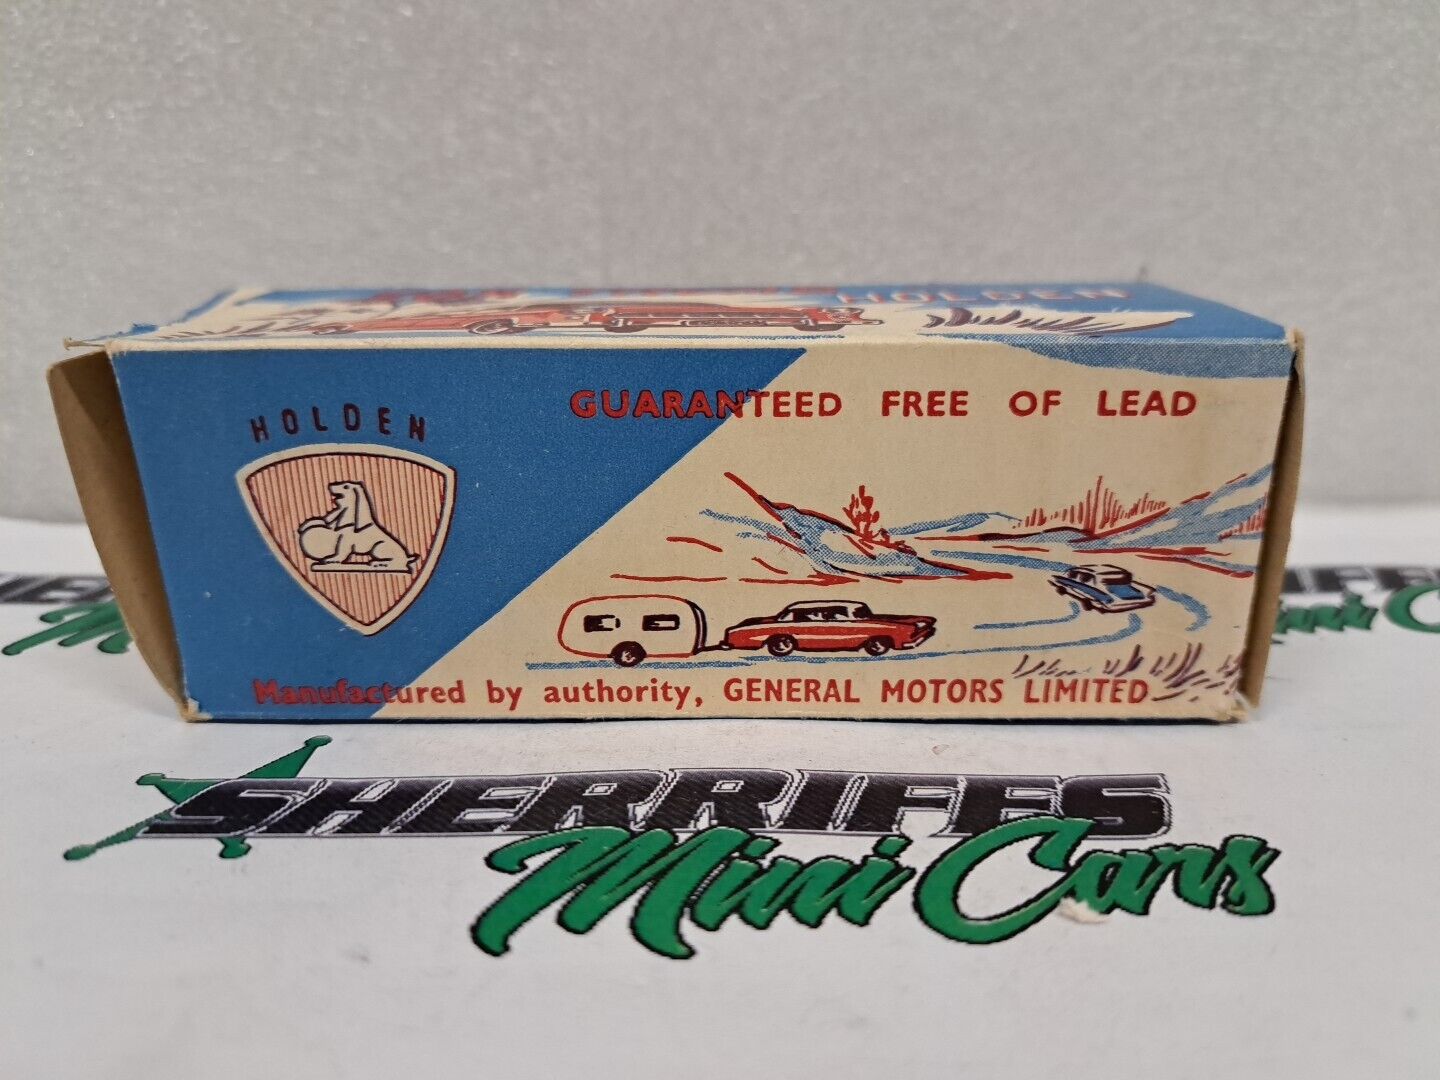 HOLDEN
HOLDEN
GUARANTEED FREE OF LEAD
Manufactured by authority, GENERAL MOTORS LIMITED
SHERRIFFS
Mini Cars